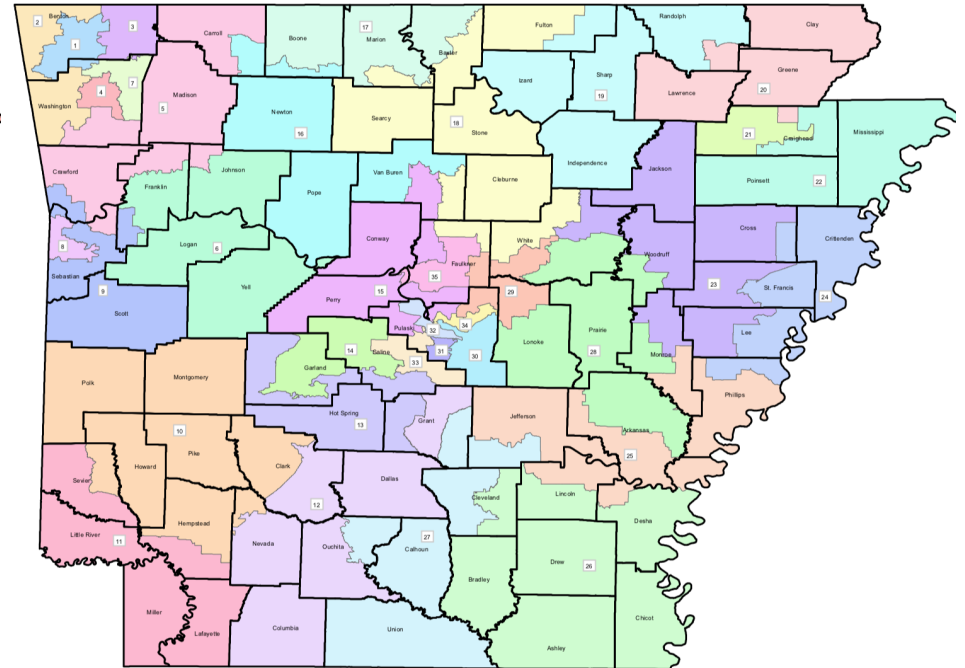 2
Benton
3
1
Carroll
Boone
17
Marion
Baxter
Fulton
Randolph
Clay
Washington
4
7
5
Madison
Newton
16
Searcy
18
Stone
Izard
Sharp
19
Lawrence
Greene
20
21
Craighead
Mississippi
Crawford
Franklin
Johnson
Pope
Van Buren
Cleburne
Independence
Jackson
Poinsett
22
8
Sebastian
9
Logan
6
Yell
Conway
35
Faulkner
White
Woodruff
Cross
Crittenden
Scott
Perry
15
29
23
St. Francis
24
Pulaski
32
34
31
30
Lonoke
Prairie
28
Monroe
Lee
Polk
Montgomery
14
Saline
33
Garland
Hot Spring
13
Grant
Jefferson
Arkansas
25
Phillips
10
Pike
Howard
Clark
Sevier
12
Dallas
Cleveland
Lincoln
Desha
Hempstead
Little River
11
Nevada
Ouchita
27
Calhoun
Bradley
Drew
26
Miller
Lafayette
Columbia
Union
Ashley
Chicot